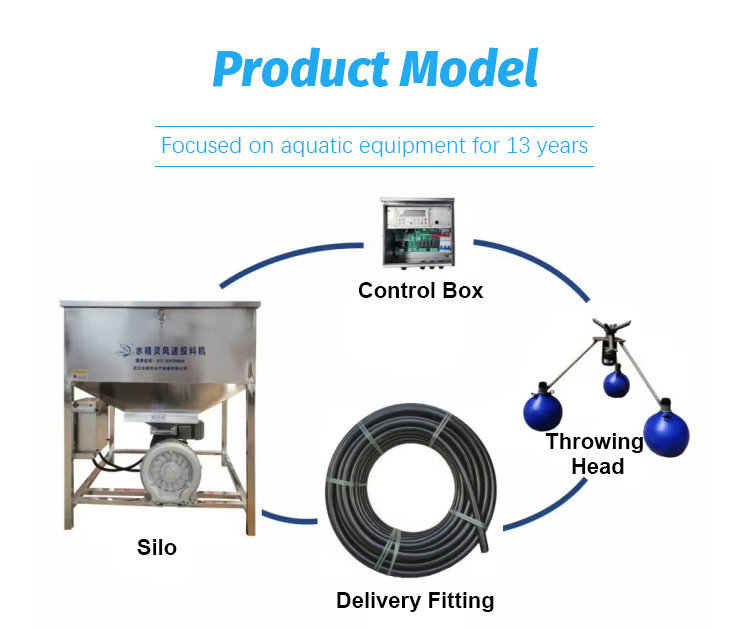 Product Model
Focused on aquatic equipment for 13 years
Control Box
水精灵风送投料机
Throwing
Head
Silo
Delivery Fitting